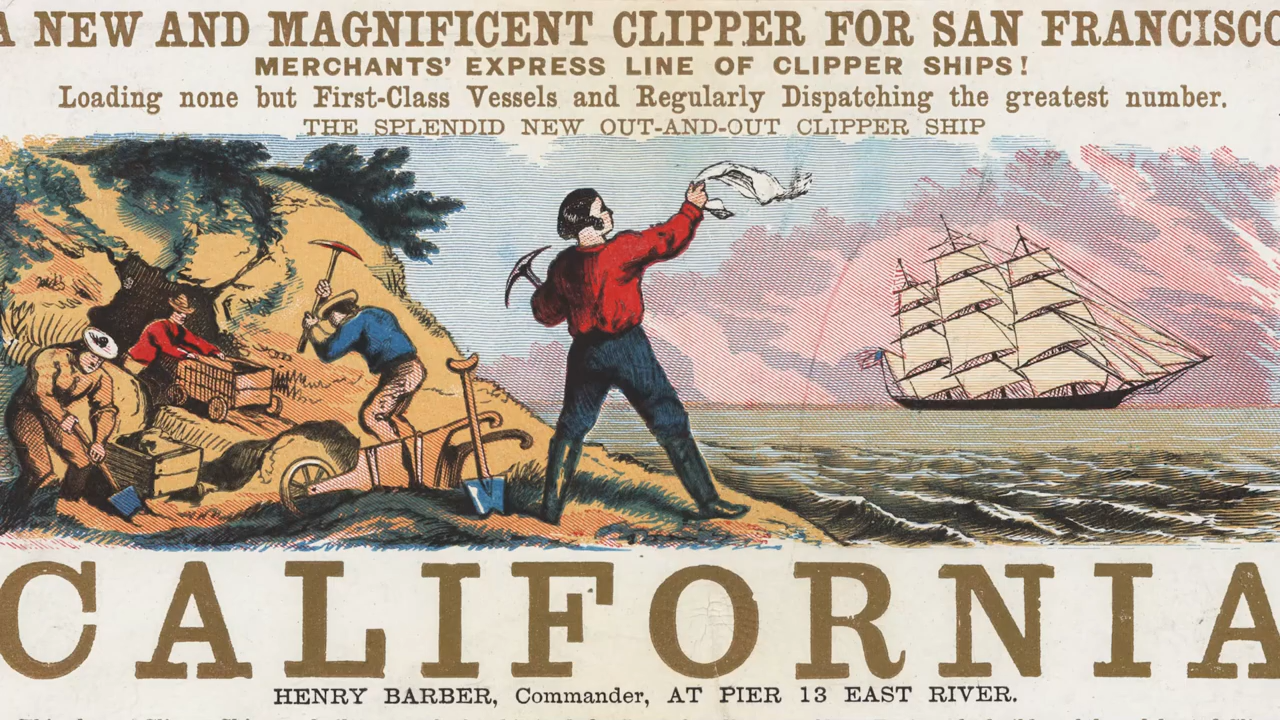 A NEW AND MAGNIFICENT CLIPPER FOR SAN FRANCISCO
MERCHANTS' EXPRESS LINE OF CLIPPER SHIPS!
Loading none but First-Class Vessels and Regularly Dispatching the greatest number.
THE SPLENDID NEW OUT-AND-OUT CLIPPER SHIP
CALIFORNIA
HENRY BARBER, Commander, AT PIER 13 EAST RIVER.